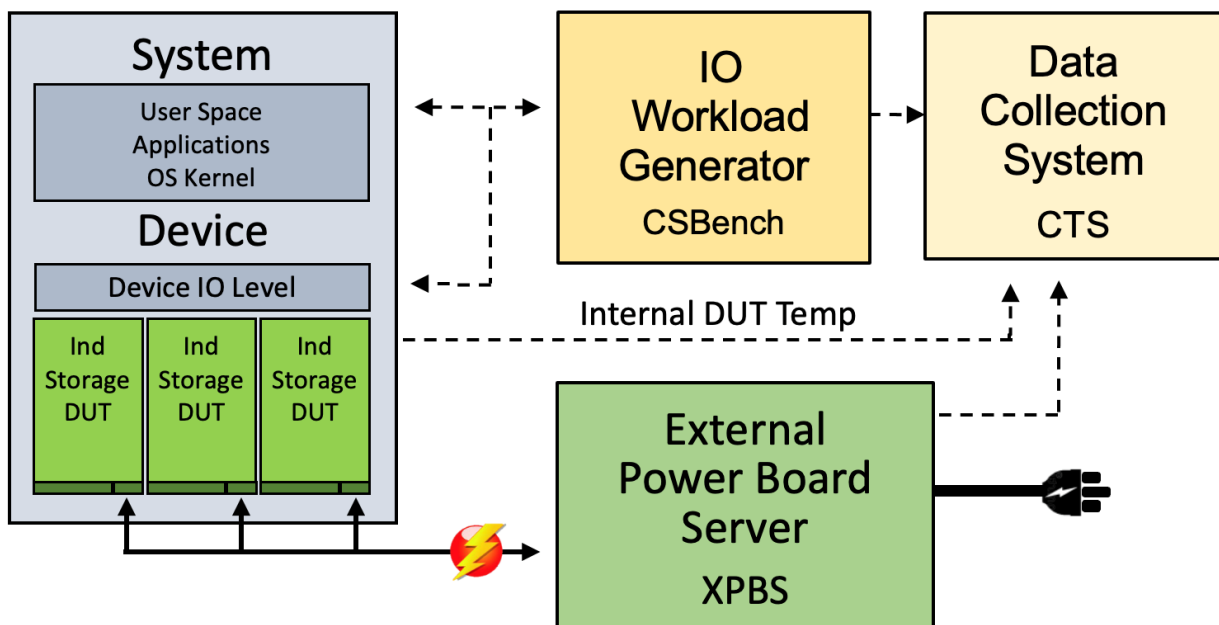 System
User Space
Applications
OS Kernel
Device
Device IO Level
Ind
Storage
DUT
Ind
Storage
DUT
Ind
Storage
DUT
IO
Workload
Generator
CSBench
Data
Collection
System
CTS
Internal DUT Temp
External
Power Board
Server
XPBS